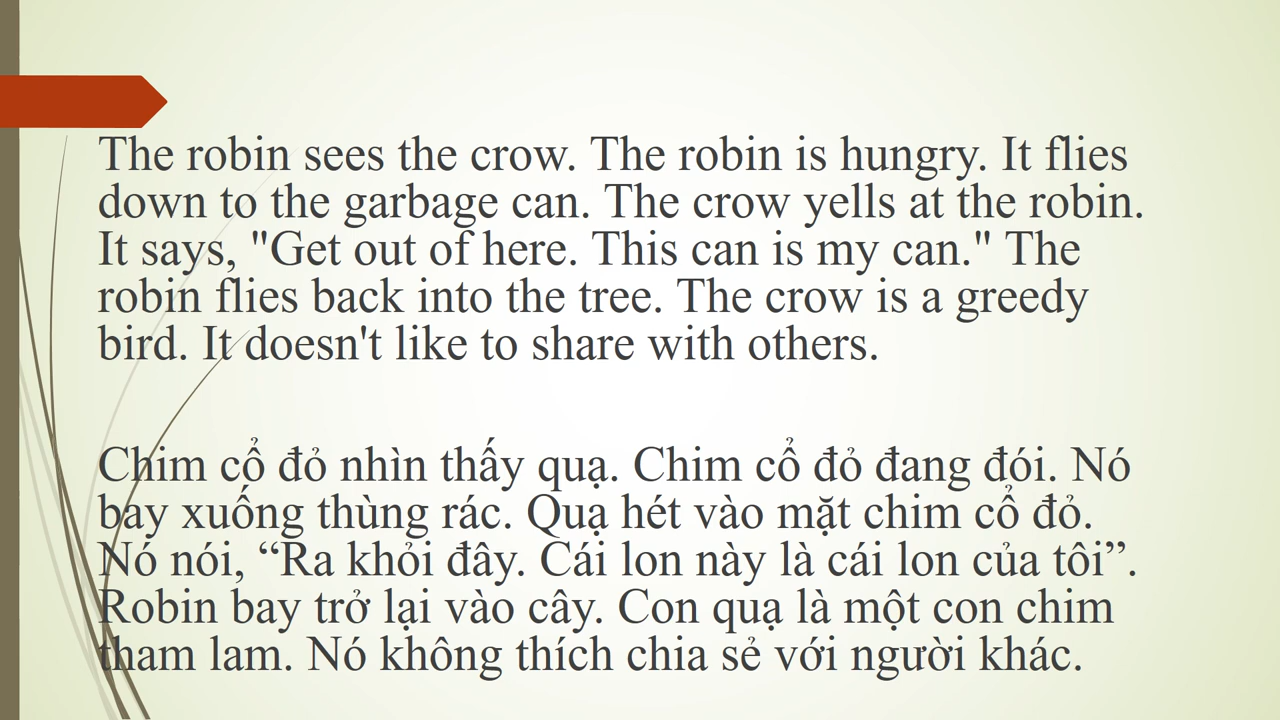 The robin sees the crow. The robin is hungry. It flies
down to the garbage can. The crow yells at the robin.
It says, "Get out of here. This can is my can." The
robin flies back into the tree. The crow is a greedy
bird. It doesn't like to share with others.
Chim cổ đỏ nhìn thấy quạ. Chim cổ đỏ đang đói. Nó
bay xuống thùng rác. Quạ hét vào mặt chim cổ đỏ.
Nó nói, “Ra khỏi đây. Cái lon này là cái lon của tôi”.
Robin bay trở lại vào cây. Con quạ là một con chim
tham lam. Nó không thích chia sẻ với người khác.